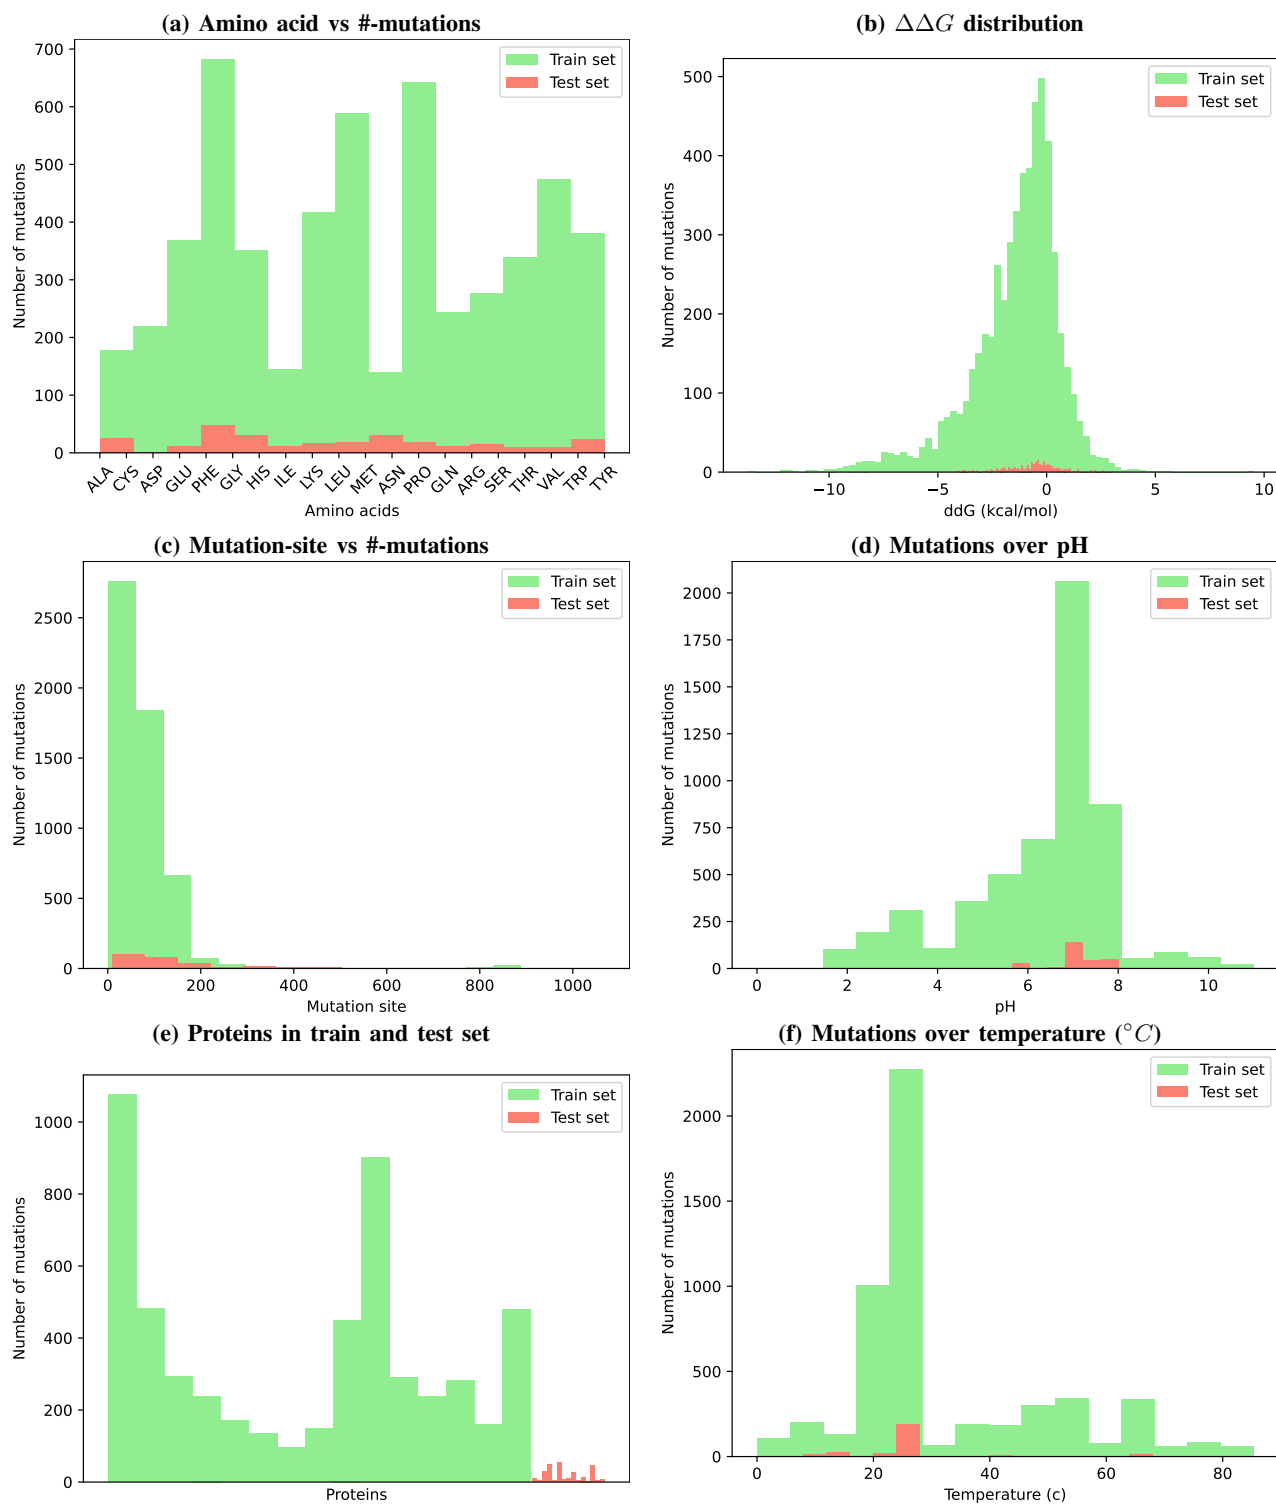 (a) Amino acid vs #-mutations
Number of mutations
700
600
500
400
300
200
100
0
Train set
Test set
ALA CYS ASP GLU PHE GLY HIS ILE LYS LEU MET ASN PRO GLN ARG SER THR VAL TRP TYR
Amino acids
(b) ΔΔG distribution
Number of mutations
500
400
300
200
100
0
Train set
Test set
−10 −5 0 5 10
ddG (kcal/mol)
(c) Mutation-site vs #-mutations
Number of mutations
2500
2000
1500
1000
500
0
Train set
Test set
0 200 400 600 800 1000
Mutation site
(d) Mutations over pH
Number of mutations
2000
1750
1500
1250
1000
750
500
250
0
Train set
Test set
0 2 4 6 8 10
pH
(e) Proteins in train and test set
Number of mutations
1000
800
600
400
200
0
Train set
Test set
Proteins
(f) Mutations over temperature (°C)
Number of mutations
2000
1500
1000
500
0
Train set
Test set
0 20 40 60 80
Temperature (c)